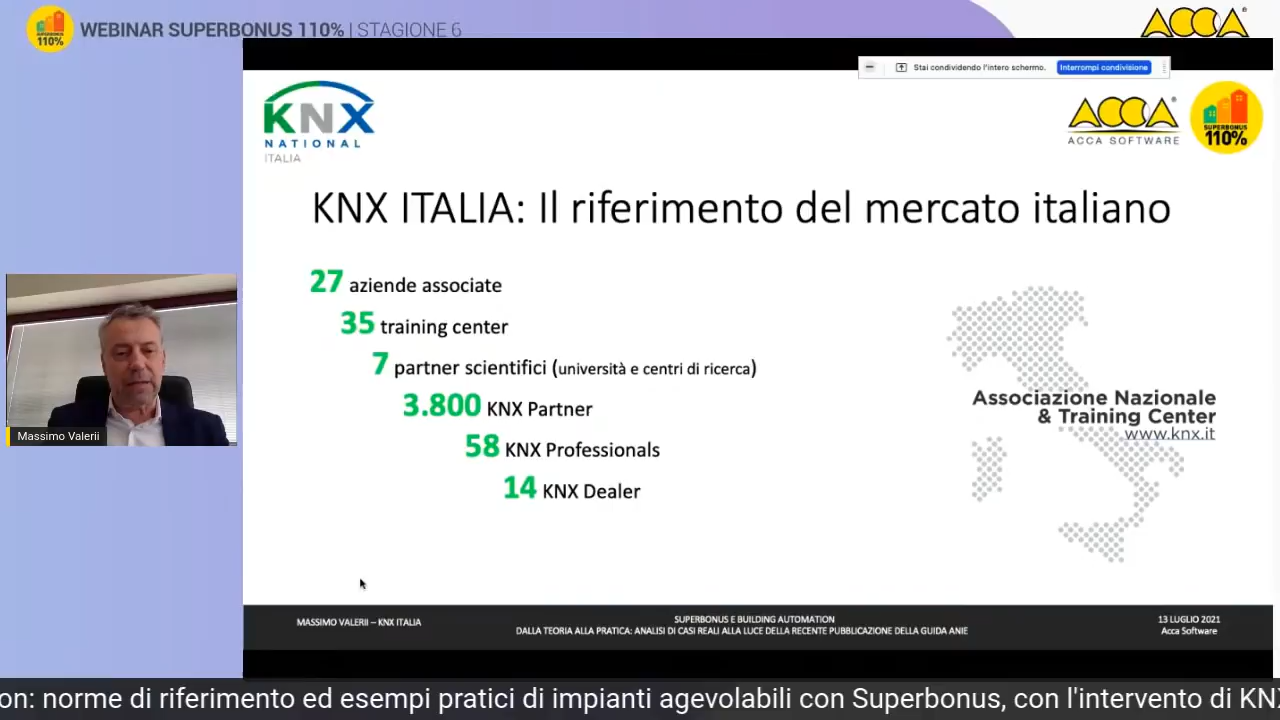 SUPERBONUS
110%
WEBINAR SUPERBONUS 110% | STAGIONE 6
ACCA
Stai condividendo l'intero schermo.
Interrompi condivisione
KNX
NATIONAL
ITALIA
ACCA
ACCA SOFTWARE
SUPERBONUS
110%
KNX ITALIA: Il riferimento del mercato italiano
27 aziende associate
35 training center
7 partner scientifici (università e centri di ricerca)
3.800 KNX Partner
58 KNX Professionals
14 KNX Dealer
Associazione Nazionale
& Training Center
www.knx.it
Massimo Valerii
MASSIMO VALERII – KNX ITALIA
SUPERBONUS E BUILDING AUTOMATION
DALLA TEORIA ALLA PRATICA: ANALISI DI CASI REALI ALLA LUCE DELLA RECENTE PUBBLICAZIONE DELLA GUIDA ANIE
13 LUGLIO 2021
Acca Software
on: norme di riferimento ed esempi pratici di impianti agevolabili con Superbonus, con l'intervento di KNX